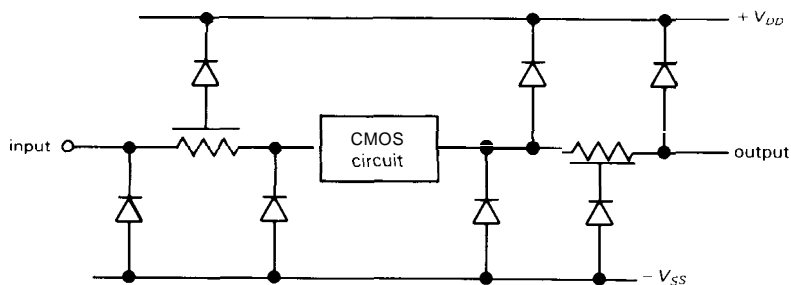 + V_DD
input
CMOS
circuit
output
− V_SS